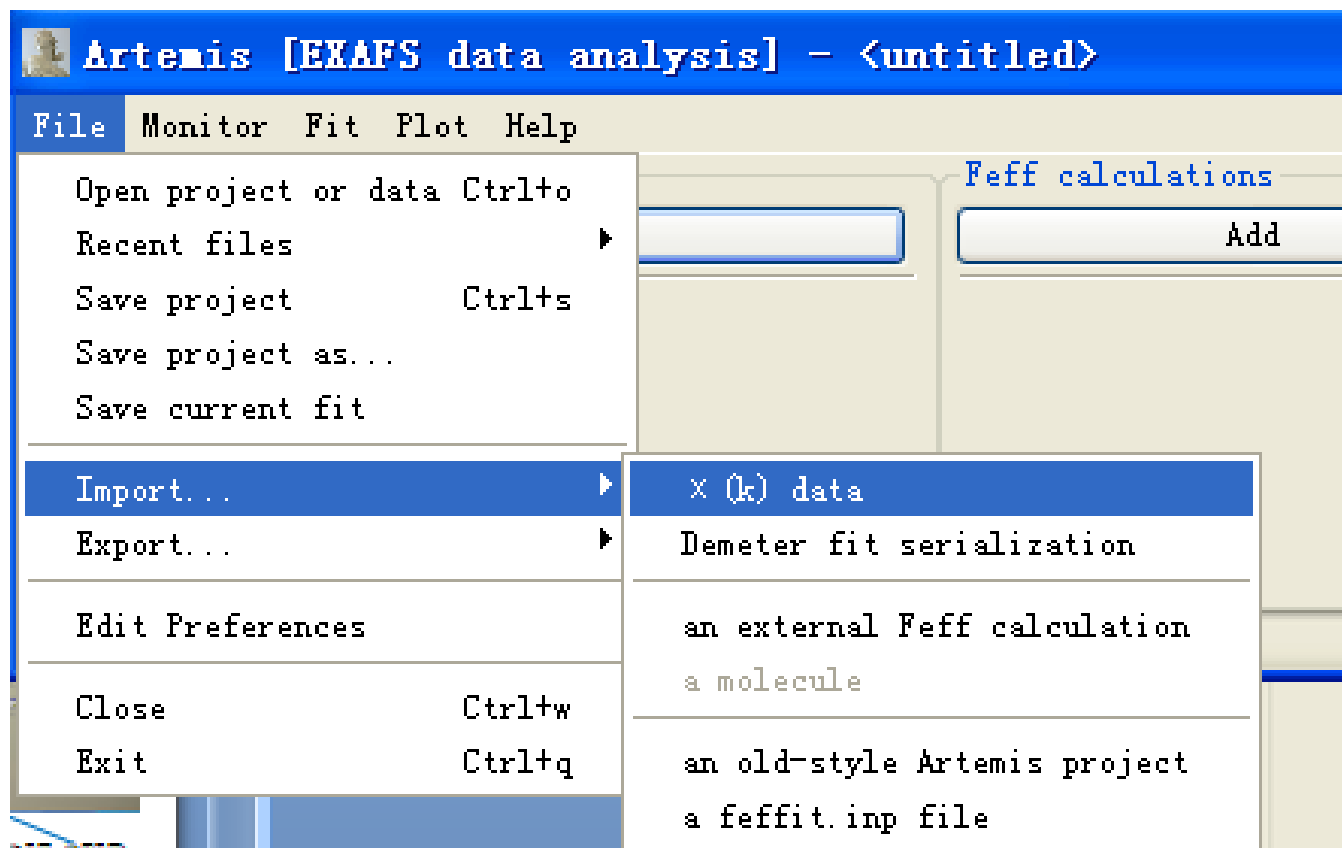 Artemis [EXAFS data analysis] - <untitled>
File Monitor Fit Plot Help
Open project or data Ctrl+o
Recent files
Save project Ctrl+s
Save project as...
Save current fit
Import...
Export...
Edit Preferences
Close Ctrl+w
Exit Ctrl+q
Feff calculations
Add
χ(k) data
Demeter fit serialization
an external Feff calculation
a molecule
an old-style Artemis project
a feffit.inp file